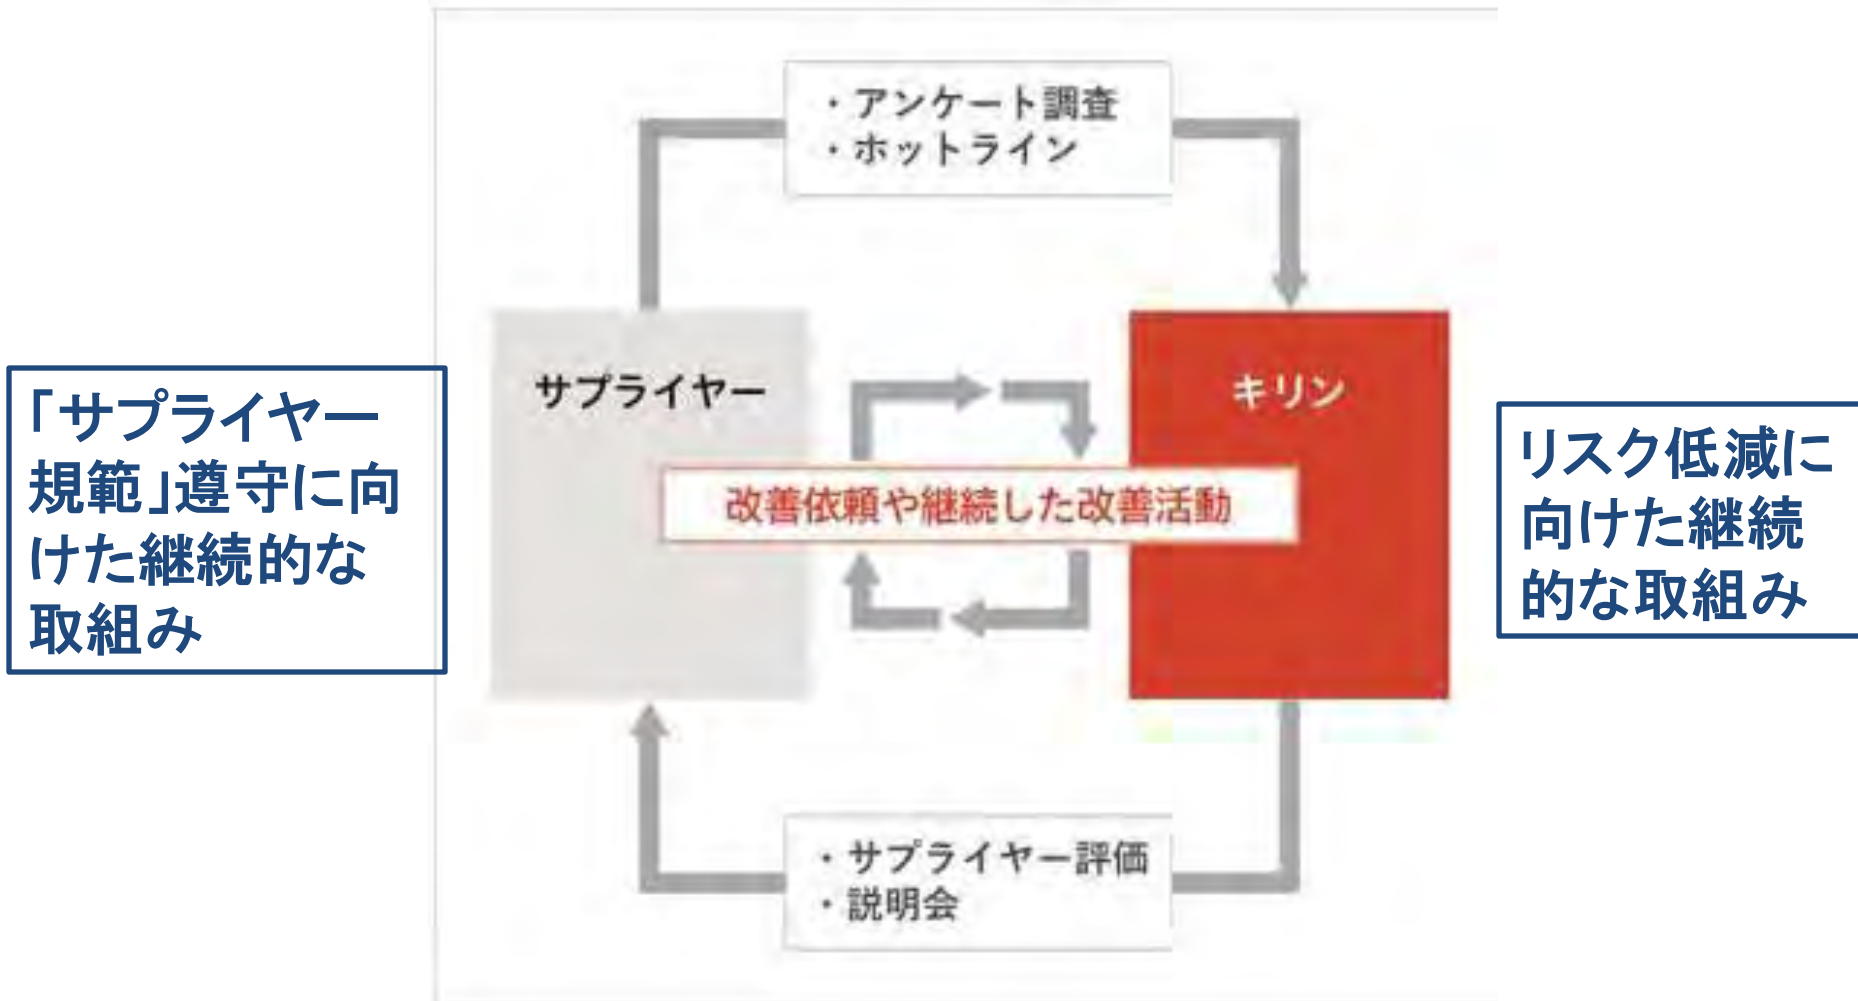 ・アンケート調査
・ホットライン
サプライヤー
キリン
「サプライヤー
規範」遵守に向
けた継続的な
取組み
改善依頼や継続した改善活動
リスク低減に
向けた継続
的な取組み
・サプライヤー評価
・説明会